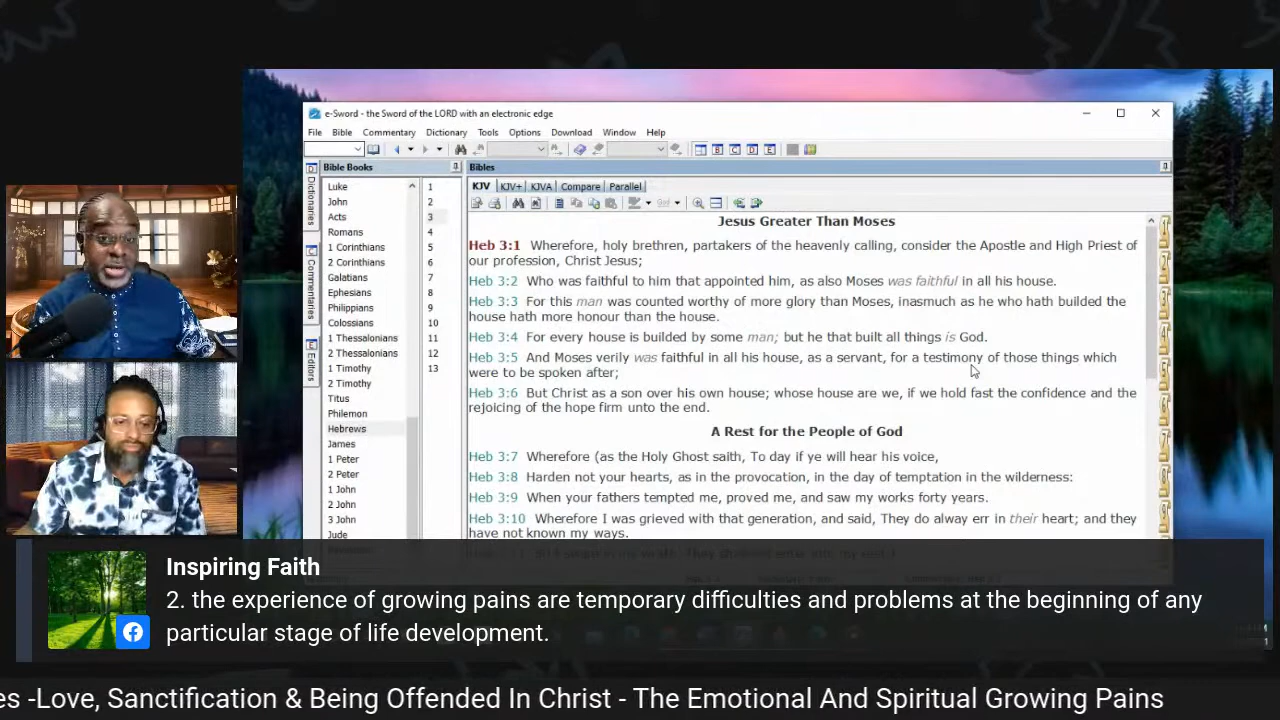 e-Sword - the Sword of the LORD with an electronic edge
File Bible Commentary Dictionary Tools Options Download Window Help
Bible Books
Bibles
Dictionaries
Commentaries
Editors
Luke
John
Acts
Romans
1 Corinthians
2 Corinthians
Galatians
Ephesians
Philippians
Colossians
1 Thessalonians
2 Thessalonians
1 Timothy
2 Timothy
Titus
Philemon
Hebrews
James
1 Peter
2 Peter
1 John
2 John
3 John
Jude
1
2
3
4
5
6
7
8
9
10
11
12
13
KJV KJV+ KJVA Compare Parallel
Jesus Greater Than Moses
Heb 3:1 Wherefore, holy brethren, partakers of the heavenly calling, consider the Apostle and High Priest of
our profession, Christ Jesus;
Heb 3:2 Who was faithful to him that appointed him, as also Moses was faithful in all his house.
Heb 3:3 For this man was counted worthy of more glory than Moses, inasmuch as he who hath builded the
house hath more honour than the house.
Heb 3:4 For every house is builded by some man; but he that built all things is God.
Heb 3:5 And Moses verily was faithful in all his house, as a servant, for a testimony of those things which
were to be spoken after;
Heb 3:6 But Christ as a son over his own house; whose house are we, if we hold fast the confidence and the
rejoicing of the hope firm unto the end.
A Rest for the People of God
Heb 3:7 Wherefore (as the Holy Ghost saith, To day if ye will hear his voice,
Heb 3:8 Harden not your hearts, as in the provocation, in the day of temptation in the wilderness:
Heb 3:9 When your fathers tempted me, proved me, and saw my works forty years.
Heb 3:10 Wherefore I was grieved with that generation, and said, They do alway err in their heart; and they
have not known my ways.
Inspiring Faith
2. the experience of growing pains are temporary difficulties and problems at the beginning of any
particular stage of life development.
es -Love, Sanctification & Being Offended In Christ - The Emotional And Spiritual Growing Pains